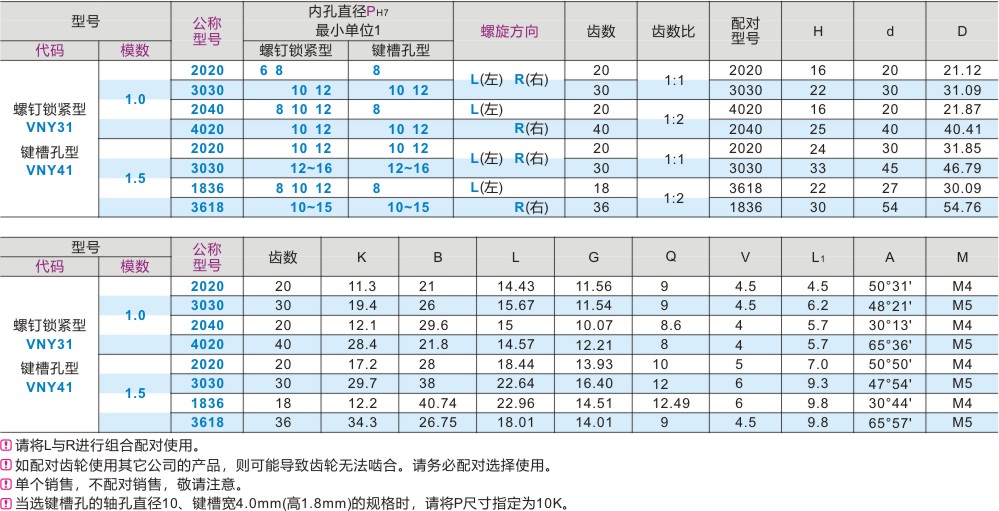 型号 公称型号 内孔直径PH7 最小单位1 螺旋方向 齿数 齿数比 配对型号 H d D
代码 模数 螺钉锁紧型 键槽孔型
螺钉锁紧型 VNY31 键槽孔型 VNY41
1.0
2020 6 8 8 L(左) R(右) 20 1:1 2020 16 20 21.12
3030 10 12 10 12 30 3030 22 30 31.09
2040 8 10 12 8 L(左) 20 1:2 4020 16 20 21.87
4020 10 12 10 12 R(右) 40 2040 25 40 40.41
1.5
2020 10 12 10 12 L(左) R(右) 20 1:1 2020 24 30 31.85
3030 12~16 12~16 30 3030 33 45 46.79
1836 8 10 12 8 L(左) 18 1:2 3618 22 27 30.09
3618 10~15 10~15 R(右) 36 1836 30 54 54.76
型号 公称型号 齿数 K B L G Q V L1 A M
代码 模数
螺钉锁紧型 VNY31 键槽孔型 VNY41
1.0
2020 20 11.3 21 14.43 11.56 9 4.5 4.5 50°31' M4
3030 30 19.4 26 15.67 11.54 9 4.5 6.2 48°21' M5
2040 20 12.1 29.6 15 10.07 8.6 4 5.7 30°13' M4
4020 40 28.4 21.8 14.57 12.21 8 4 5.7 65°36' M5
1.5
2020 20 17.2 28 18.44 13.93 10 5 7.0 50°50' M4
3030 30 29.7 38 22.64 16.40 12 6 9.3 47°54' M5
1836 18 12.2 40.74 22.96 14.51 12.49 6 9.8 30°44' M4
3618 36 34.3 26.75 18.01 14.01 9 4.5 9.8 65°57' M5
! 请将L与R进行组合配对使用。
! 如配对齿轮使用其它公司的产品，则可能导致齿轮无法啮合。请务必配对选择使用。
! 单个销售，不配对销售，敬请注意。
! 当选键槽孔的轴孔直径10、键槽宽4.0mm(高1.8mm)的规格时，请将P尺寸指定为10K。